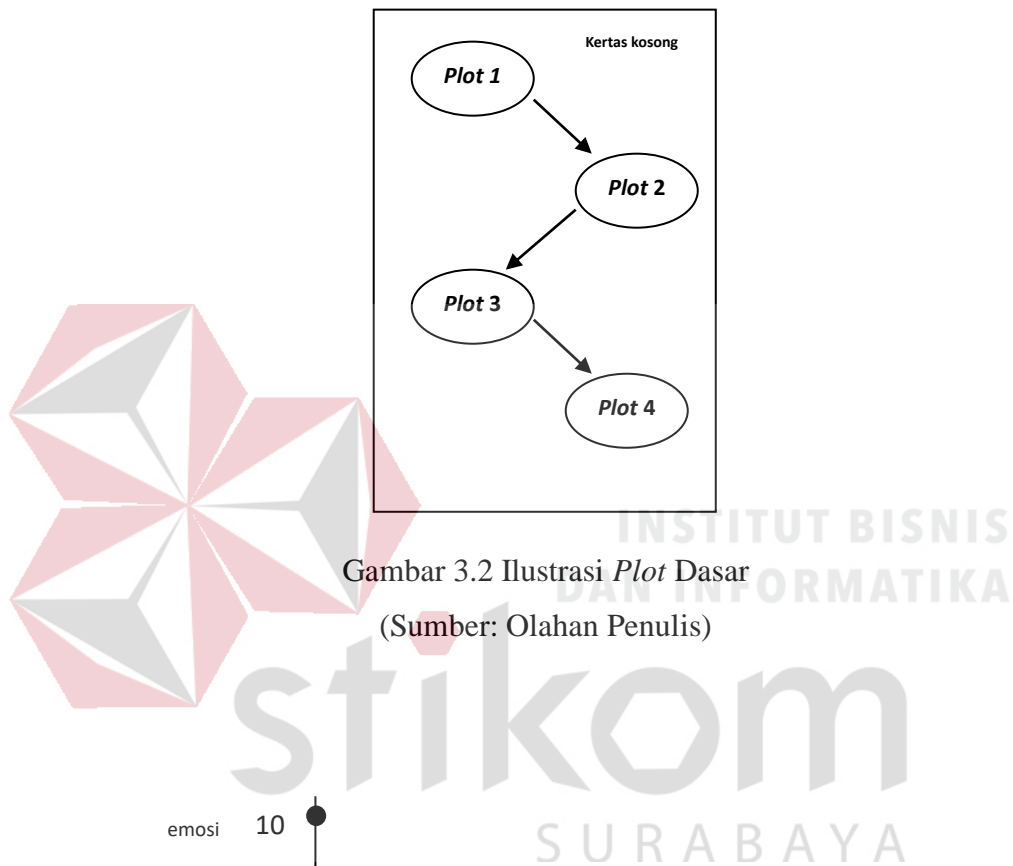 Kertas kosong
Plot 1
Plot 2
Plot 3
Plot 4
INSTITUT BISNIS
DAN INFORMATIKA
Gambar 3.2 Ilustrasi Plot Dasar
(Sumber: Olahan Penulis)
stikom
SURABAYA
emosi 10